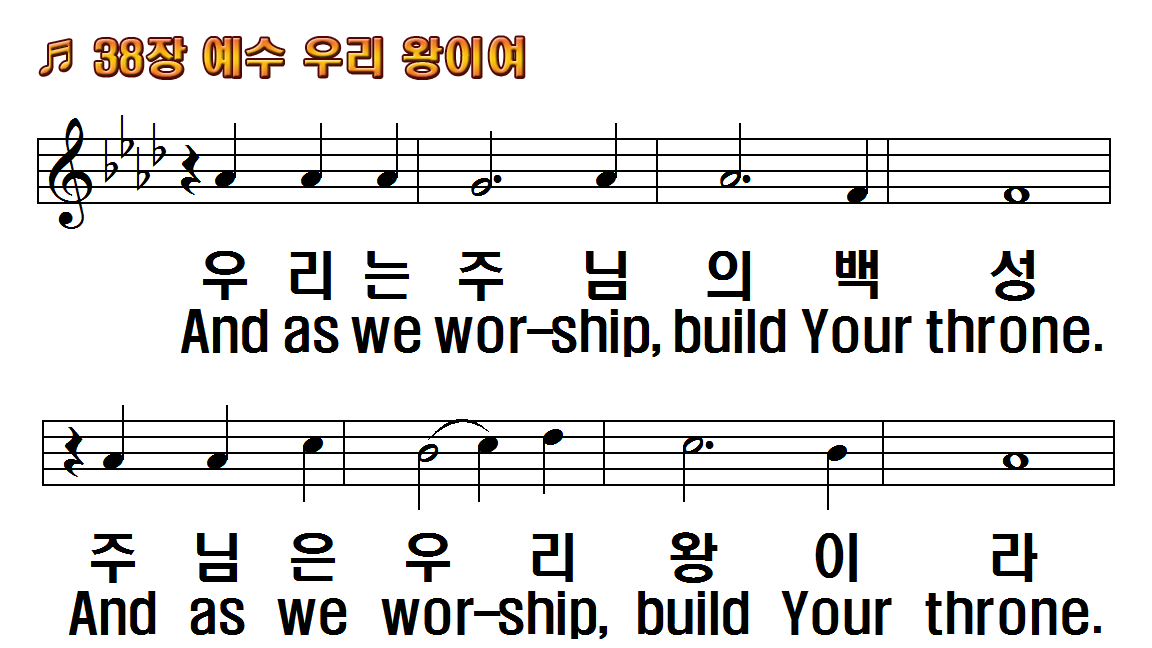 ♬ 38장 예수 우리 왕이여
우 리 는 주 님 의 백 성
And as we wor-ship, build Your throne.
주 님 은 우 리 왕 이 라
And as we wor-ship, build Your throne.